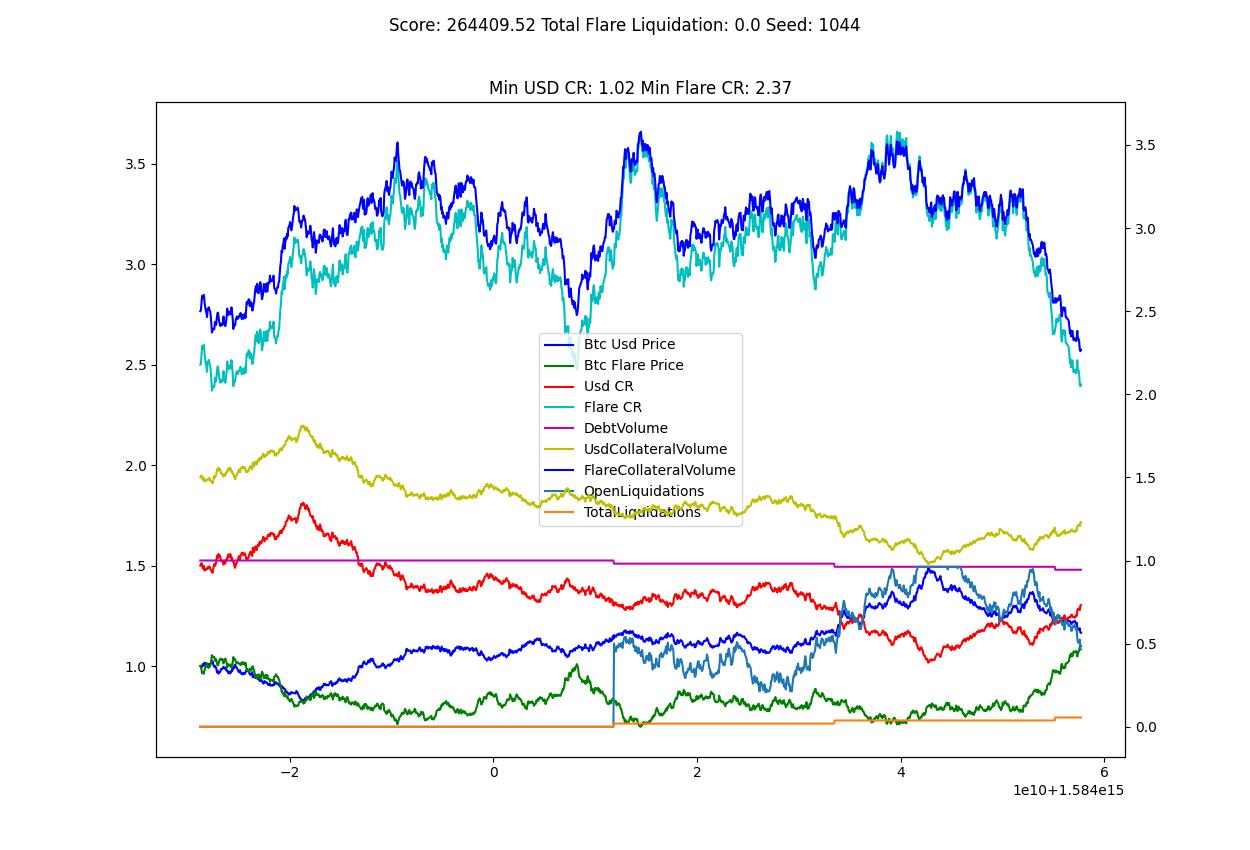 Score: 264409.52 Total Flare Liquidation: 0.0 Seed: 1044
Min USD CR: 1.02 Min Flare CR: 2.37
3.5
3.0
2.5
2.0
1.5
1.0
3.5
3.0
2.5
2.0
1.5
1.0
0.5
0.0
Btc Usd Price
Btc Flare Price
Usd CR
Flare CR
DebtVolume
UsdCollateralVolume
FlareCollateralVolume
OpenLiquidations
TotalLiquidations
−2
0
2
4
6
1e10+1.584e15